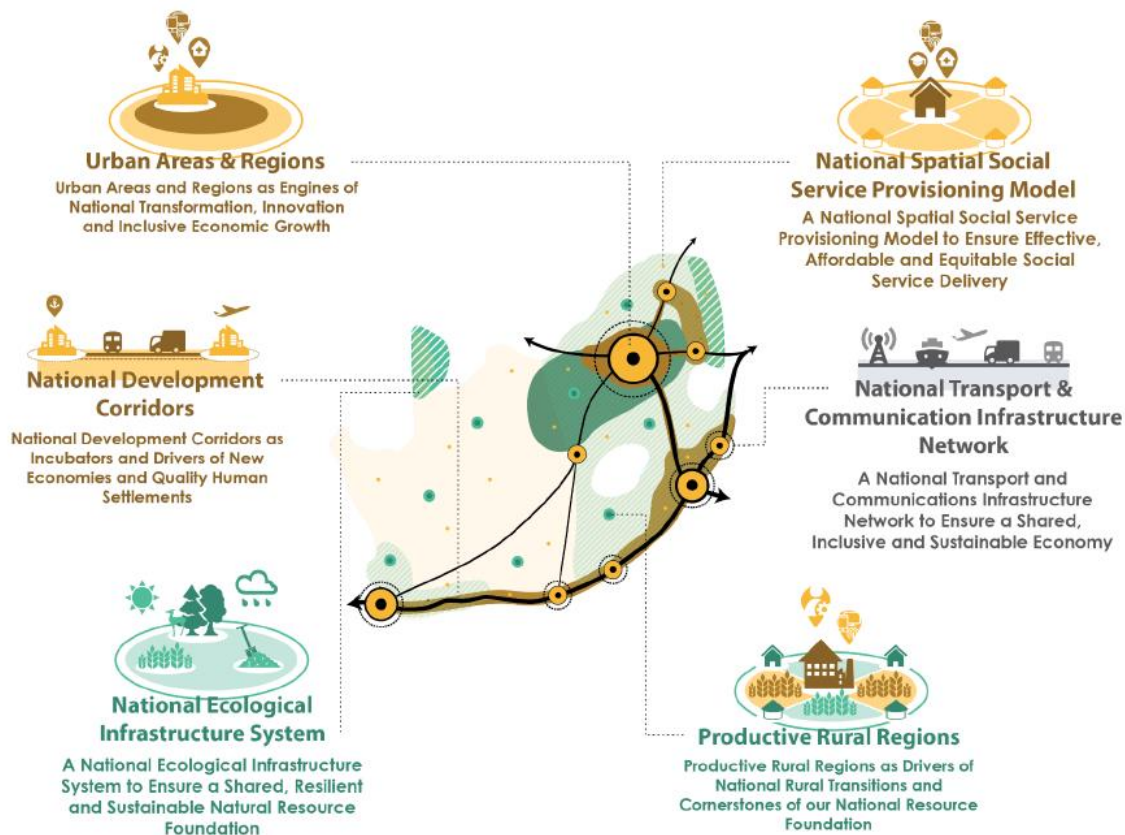 Urban Areas & Regions
Urban Areas and Regions as Engines of
National Transformation, Innovation
and Inclusive Economic Growth
National Spatial Social
Service Provisioning Model
A National Spatial Social Service
Provisioning Model to Ensure Effective,
Affordable and Equitable Social
Service Delivery
National Development
Corridors
National Development Corridors as
Incubators and Drivers of New
Economies and Quality Human
Settlements
National Transport &
Communication Infrastructure
Network
A National Transport and
Communications Infrastructure
Network to Ensure a Shared,
Inclusive and Sustainable Economy
National Ecological
Infrastructure System
A National Ecological Infrastructure
System to Ensure a Shared, Resilient
and Sustainable Natural Resource
Foundation
Productive Rural Regions
Productive Rural Regions as Drivers of
National Rural Transitions and
Cornerstones of our National Resource
Foundation